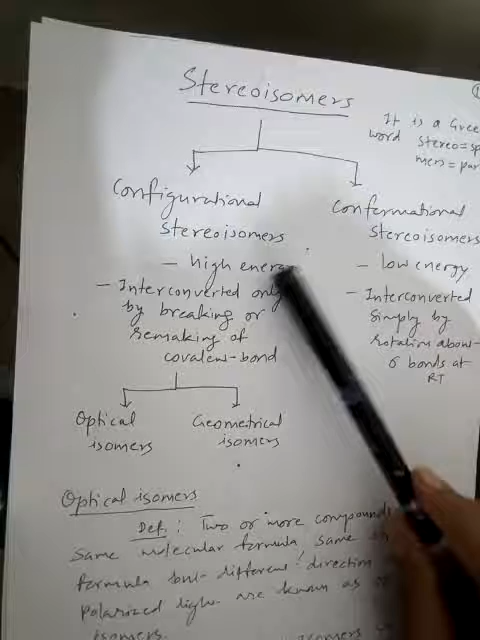 Stereoisomers
It is a Gree
word stereo=sp
mers=par
Configurational
Stereoisomers
- high energy
- Interconverted only
by breaking or
remaking of
covalent-bond
Conformational
Stereoisomers
- low energy
- Interconverted
Simply by
rotation about-
σ bonds at
RT
Optical
isomers
Geometrical
isomers
Optical isomers
Def: Two or more compounds
Same molecular formula, same
formula but- different direction
Polarized light- are known as
isomers.